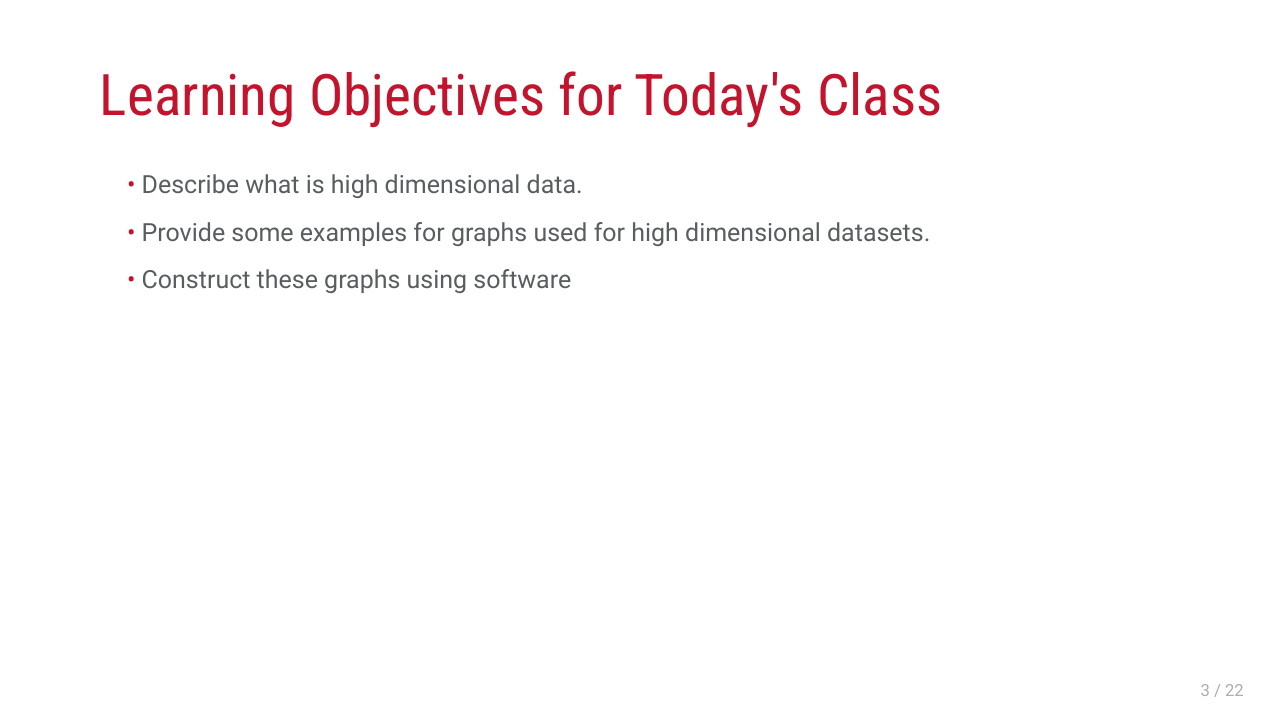 Learning Objectives for Today's Class
• Describe what is high dimensional data.
• Provide some examples for graphs used for high dimensional datasets.
• Construct these graphs using software
3 / 22